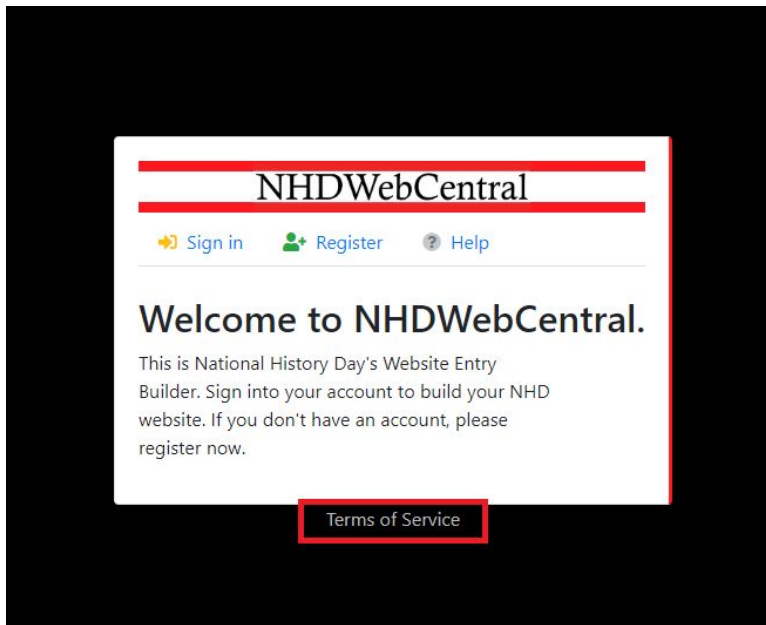 NHDWebCentral
Sign in Register Help
Welcome to NHDWebCentral.
This is National History Day's Website Entry
Builder. Sign into your account to build your NHD
website. If you don't have an account, please
register now.
Terms of Service